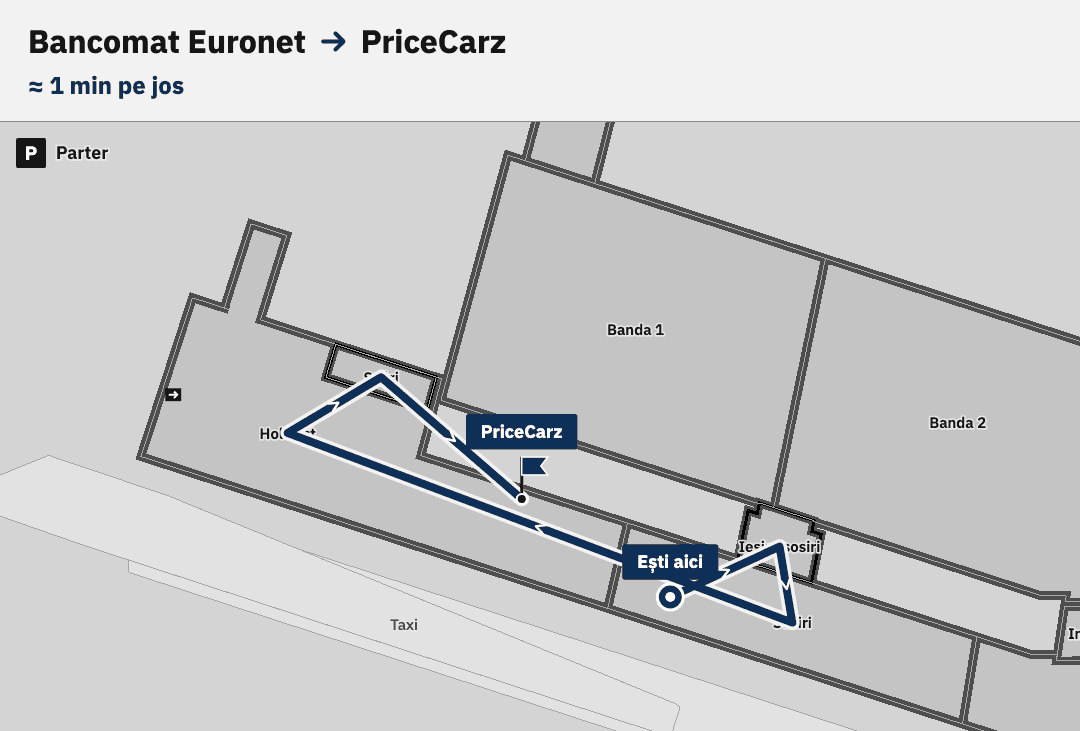 Bancomat Euronet → PriceCarz
≈ 1 min pe jos
P Parter
Banda 1
Banda 2
PriceCarz
Ești aici
Taxi